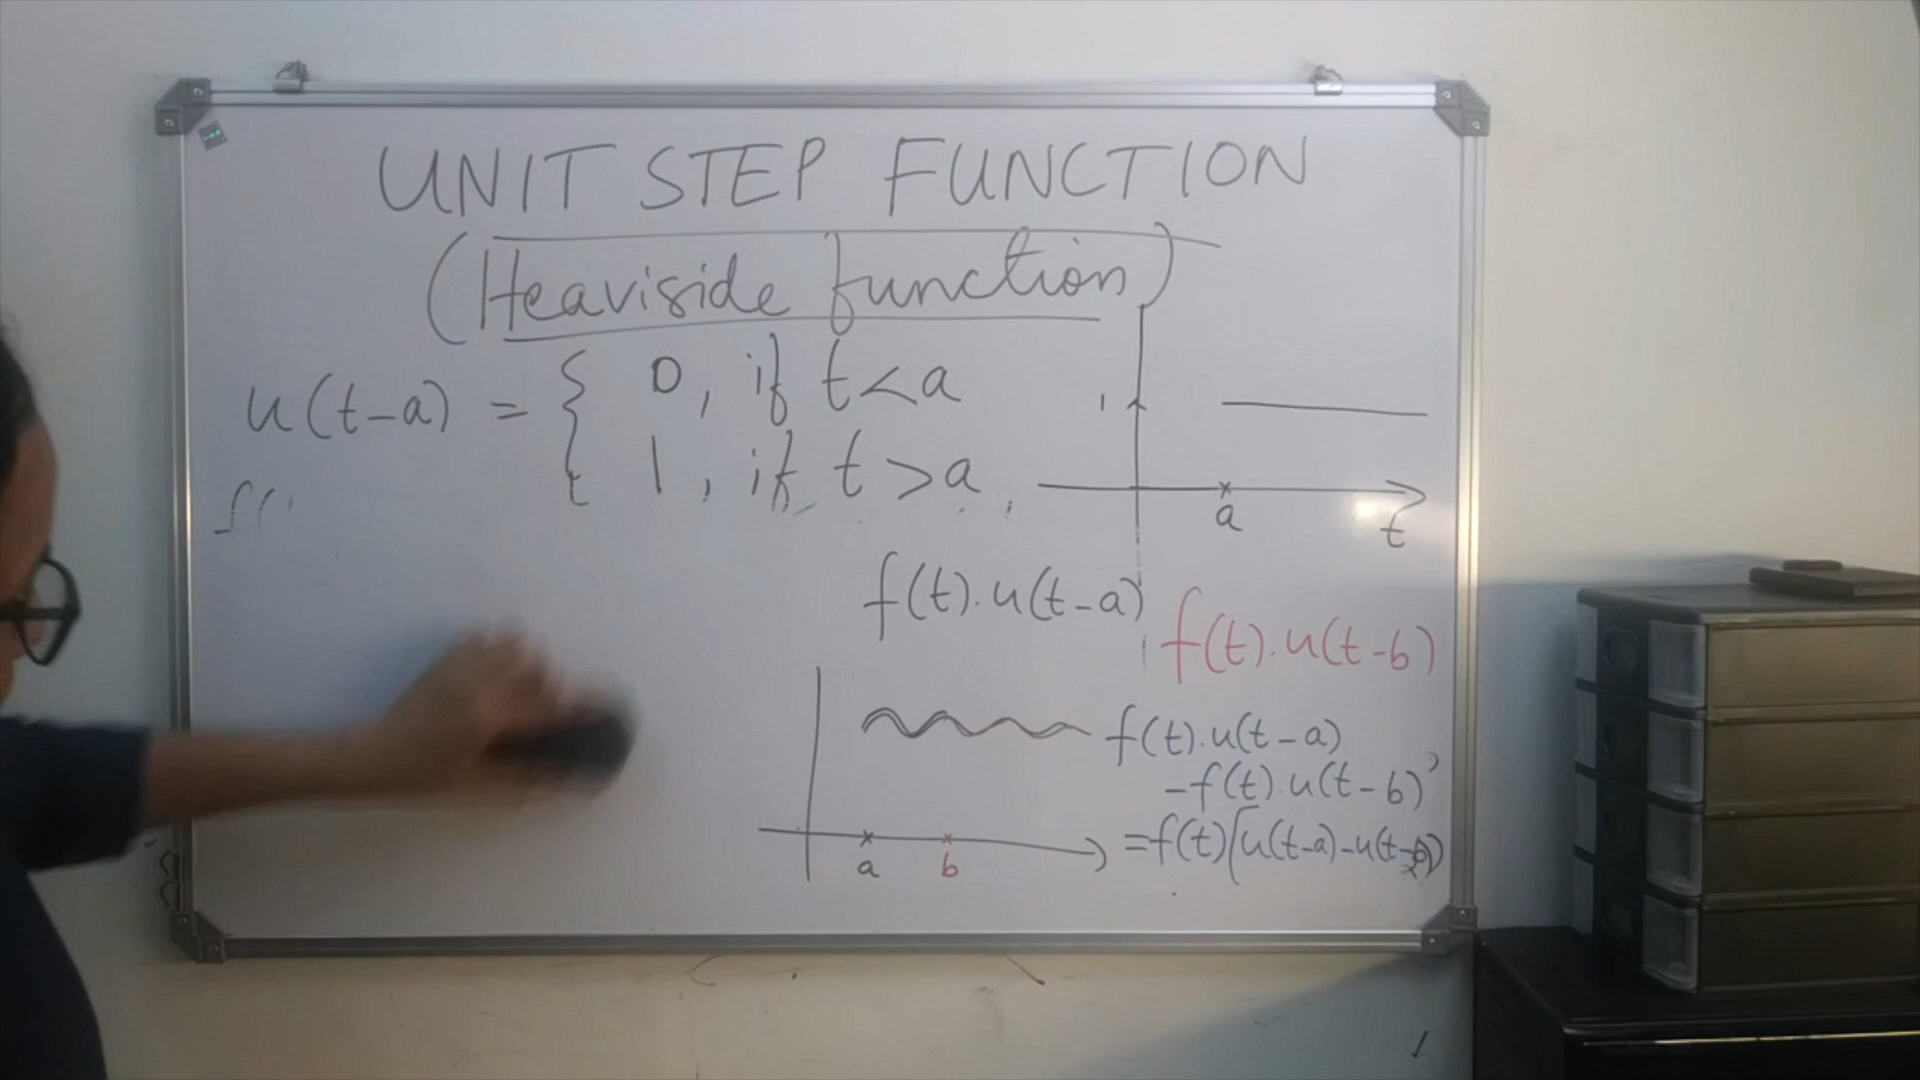 UNIT STEP FUNCTION
(Heaviside function)
u(t-a) = { 0, if t<a
1, if t>a
1
a
t
f(t).u(t-a)
f(t).u(t-b)
f(t).u(t-a)
-f(t).u(t-b)
=f(t)(u(t-a)-u(t-b))
a
b